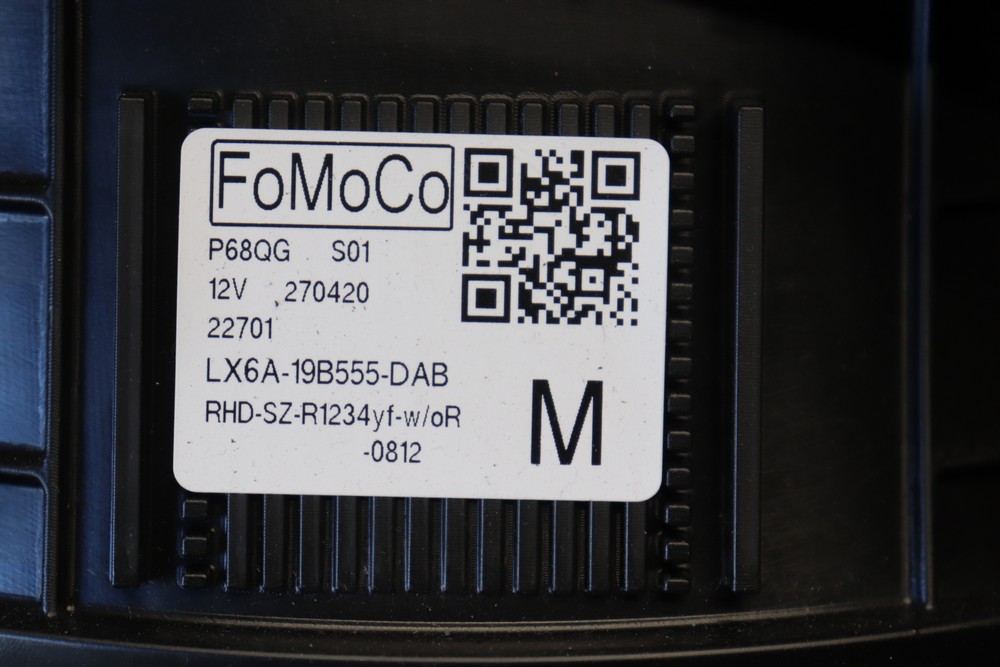 FoMoCo
P68QG S01
12V 270420
22701
LX6A-19B555-DAB
RHD-SZ-R1234yf-w/oR
-0812
M